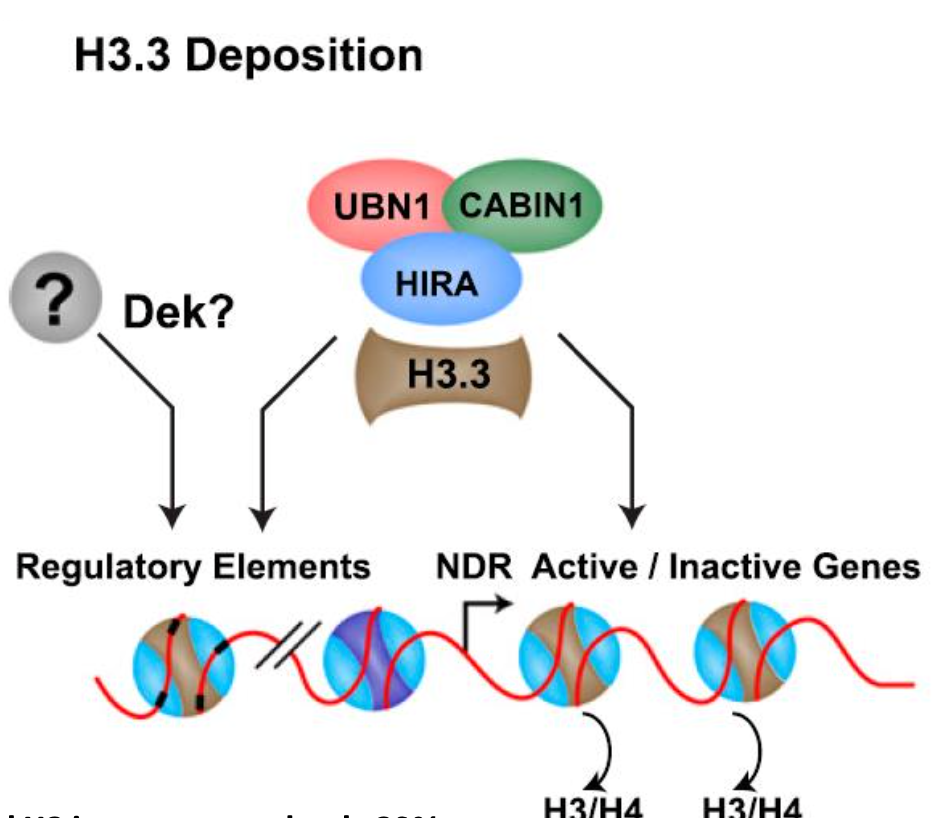 H3.3 Deposition
UBN1 CABIN1
HIRA
? Dek?
H3.3
Regulatory Elements NDR Active / Inactive Genes
H3/H4 H3/H4